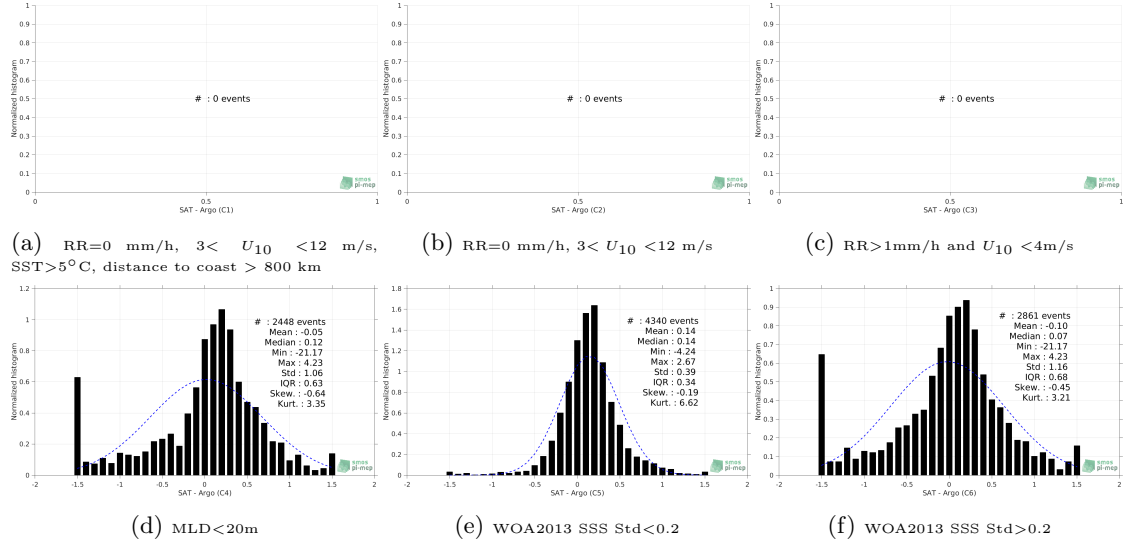 1
0.9
0.8
0.7
0.6
0.5
0.4
0.3
0.2
0.1
0
Normalized histogram
# : 0 events
0 0.5 1
SAT - Argo (C1)
smos
pi-mep
(a) RR=0 mm/h, 3< U10 <12 m/s,
SST>5°C, distance to coast > 800 km
1
0.9
0.8
0.7
0.6
0.5
0.4
0.3
0.2
0.1
0
Normalized histogram
# : 0 events
0 0.5 1
SAT - Argo (C2)
smos
pi-mep
(b) RR=0 mm/h, 3< U10 <12 m/s
1
0.9
0.8
0.7
0.6
0.5
0.4
0.3
0.2
0.1
0
Normalized histogram
# : 0 events
0 0.5 1
SAT - Argo (C3)
smos
pi-mep
(c) RR>1mm/h and U10 <4m/s
1.2
1
0.8
0.6
0.4
0.2
0
Normalized histogram
# : 2448 events
Mean : -0.05
Median : 0.12
Min : -21.17
Max : 4.23
Std : 1.06
IQR : 0.63
Skew. : -0.64
Kurt. : 3.35
-2 -1.5 -1 -0.5 0 0.5 1 1.5 2
SAT - Argo (C4)
smos
pi-mep
(d) MLD<20m
1.8
1.6
1.4
1.2
1
0.8
0.6
0.4
0.2
0
Normalized histogram
# : 4340 events
Mean : 0.14
Median : 0.14
Min : -4.24
Max : 2.67
Std : 0.39
IQR : 0.34
Skew. : -0.19
Kurt. : 6.62
-2 -1.5 -1 -0.5 0 0.5 1 1.5 2
SAT - Argo (C5)
smos
pi-mep
(e) WOA2013 SSS Std<0.2
1
0.9
0.8
0.7
0.6
0.5
0.4
0.3
0.2
0.1
0
Normalized histogram
# : 2861 events
Mean : -0.10
Median : 0.07
Min : -21.17
Max : 4.23
Std : 1.16
IQR : 0.68
Skew. : -0.45
Kurt. : 3.21
-2 -1.5 -1 -0.5 0 0.5 1 1.5 2
SAT - Argo (C6)
smos
pi-mep
(f) WOA2013 SSS Std>0.2